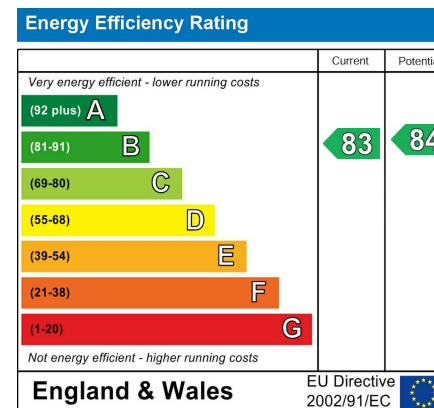 Energy Efficiency Rating
Current Potentia
Very energy efficient - lower running costs
(92 plus) A
(81-91) B
83 84
(69-80) C
(55-68) D
(39-54) E
(21-38) F
(1-20) G
Not energy efficient - higher running costs
England & Wales
EU Directive
2002/91/EC